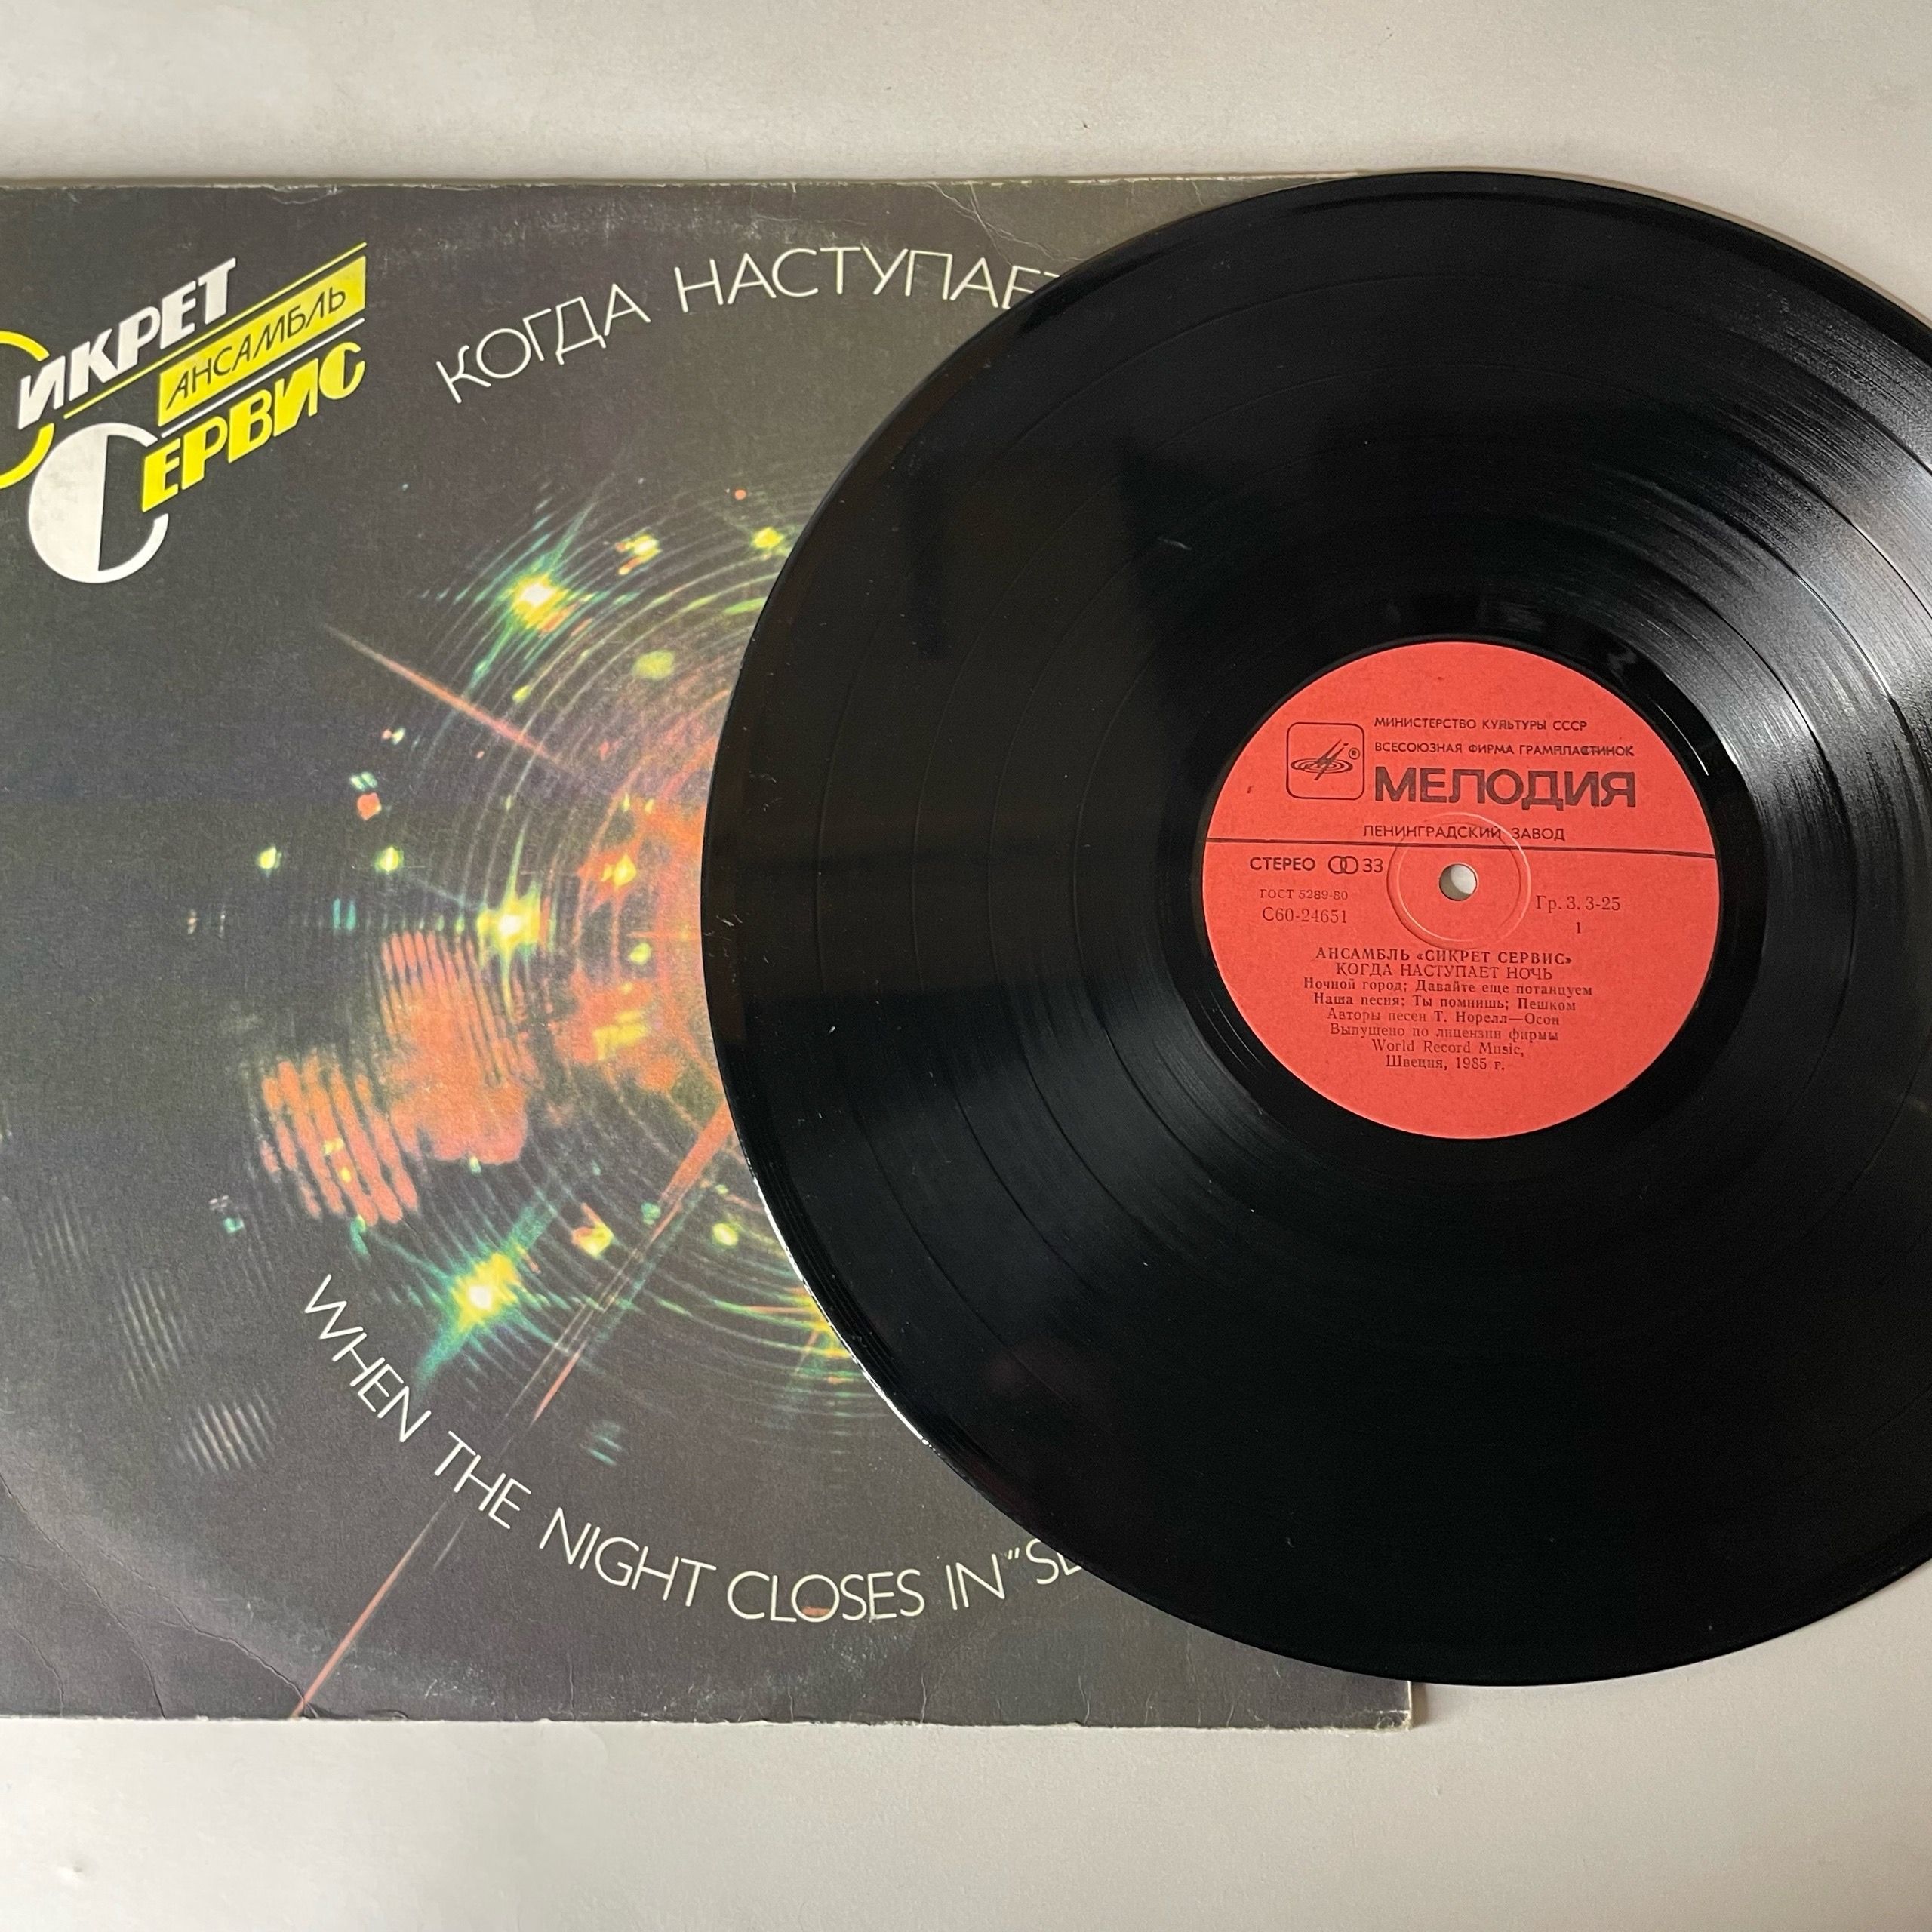 СИКРЕТ
АНСАМБЛЬ
СЕРВИС
КОГДА НАСТУПАЕТ
WHEN THE NIGHT CLOSES IN "SE
МИНИСТЕРСТВО КУЛЬТУРЫ СССР
ВСЕСОЮЗНАЯ ФИРМА ГРАМПЛАСТИНОК
МЕЛОДИЯ
ЛЕНИНГРАДСКИЙ ЗАВОД
СТЕРЕО 33
ГОСТ 5289-80
С60-24651
Гр. 3. 3-25
1
АНСАМБЛЬ «СИКРЕТ СЕРВИС»
КОГДА НАСТУПАЕТ НОЧЬ
Ночной город; Давайте еще потанцуем
Наша песня; Ты помнишь; Пешком
Авторы песен Т. Норелл—Осон
Выпущено по лицензии фирмы
World Record Music,
Швеция, 1985 г.